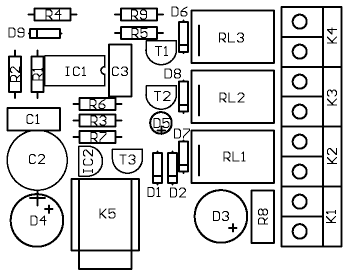 R4
R9
D6
D9
R5
T1
RL3
K4
R2
R1
IC1
C3
D8
T2
RL2
K3
R6
C1
R3
D5
R7
D7
C2
IC2
T3
RL1
K2
D1
D2
D4
K5
D3
R8
K1